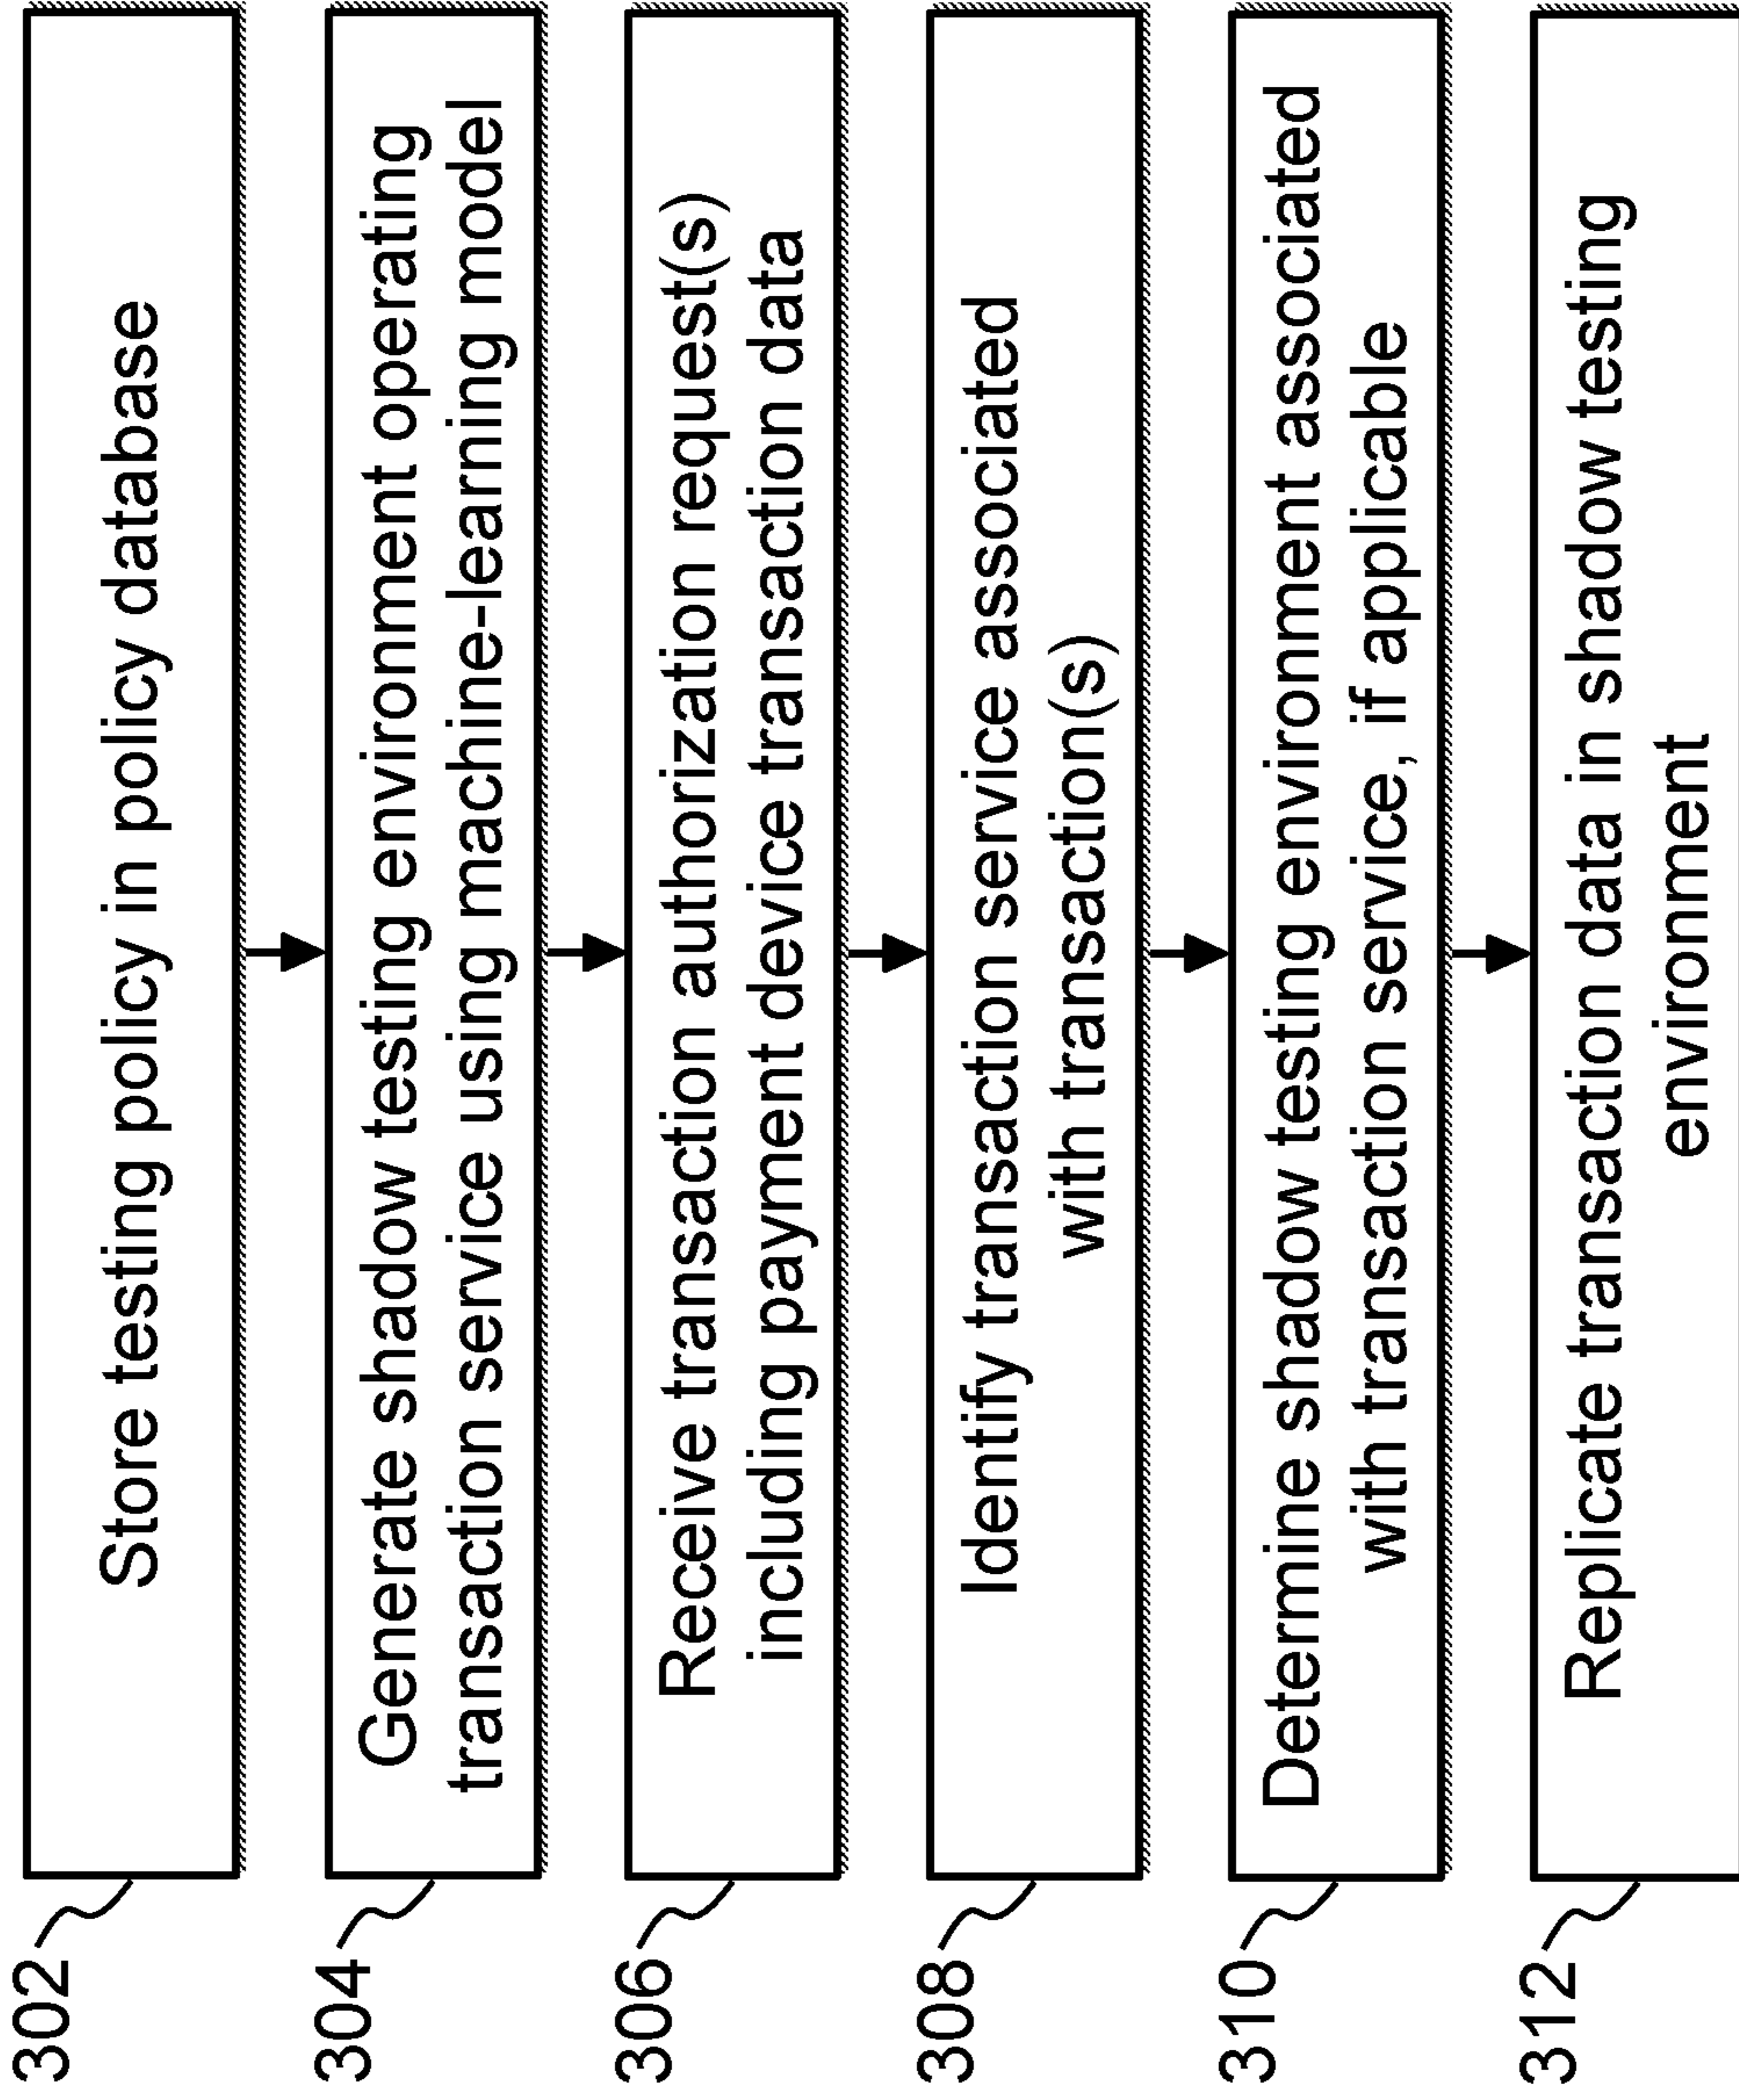 302
Store testing policy in policy database
304
Generate shadow testing environment operating
transaction service using machine-learning model
306
Receive transaction authorization request(s)
including payment device transaction data
308
Identify transaction service associated
with transaction(s)
310
Determine shadow testing environment associated
with transaction service, if applicable
312
Replicate transaction data in shadow testing
environment